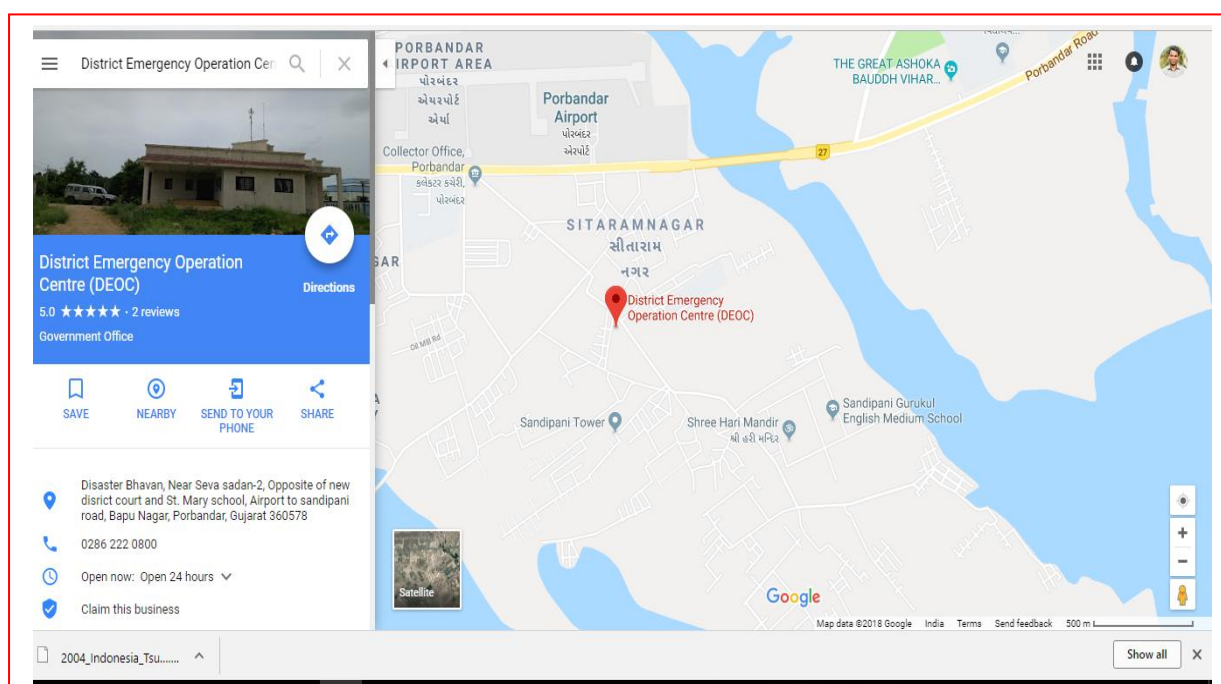 District Emergency Operation Cen
District Emergency Operation
Centre (DEOC)
5.0 ★★★★★ · 2 reviews
Government Office
Directions
SAVE
NEARBY
SEND TO YOUR
PHONE
SHARE
Disaster Bhavan, Near Seva sadan-2, Opposite of new
disrict court and St. Mary school, Airport to sandipani
road, Bapu Nagar, Porbandar, Gujarat 360578
0286 222 0800
Open now: Open 24 hours
Claim this business
PORBANDAR
AIRPORT AREA
પોરબંદર
એયરપોર્ટ
એર્યા
Porbandar
Airport
પોરબંદર
એરપોર્ટ
Collector Office,
Porbandar
કલેકટર કચેરી,
પોરબંદર
THE GREAT ASHOKA
BAUDDH VIHAR...
Porbandar Road
27
SITARAMNAGAR
સીતારામ
નગર
District Emergency
Operation Centre (DEOC)
Oil Mill Rd
Sandipani Tower
Shree Hari Mandir
શ્રી હરી મન્દિર
Sandipani Gurukul
English Medium School
Satellite
Google
Map data ©2018 Google India Terms Send feedback 500 m
2004_Indonesia_Tsu.......
Show all